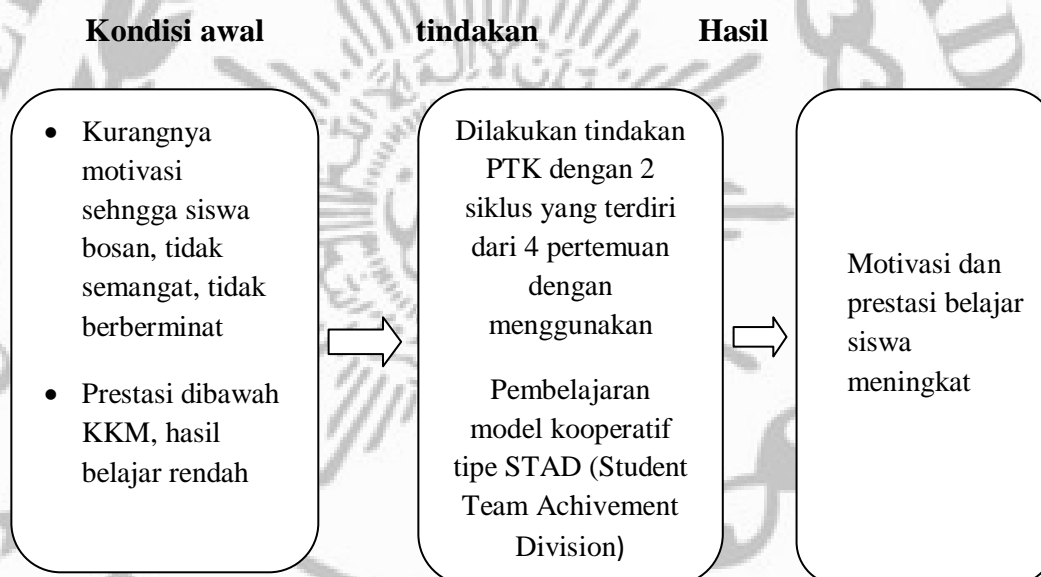 Kondisi awal tindakan Hasil
• Kurangnya
motivasi
sehngga siswa
bosan, tidak
semangat, tidak
berberminat
• Prestasi dibawah
KKM, hasil
belajar rendah
Dilakukan tindakan
PTK dengan 2
siklus yang terdiri
dari 4 pertemuan
dengan
menggunakan
Pembelajaran
model kooperatif
tipe STAD (Student
Team Achivement
Division)
Motivasi dan
prestasi belajar
siswa
meningkat